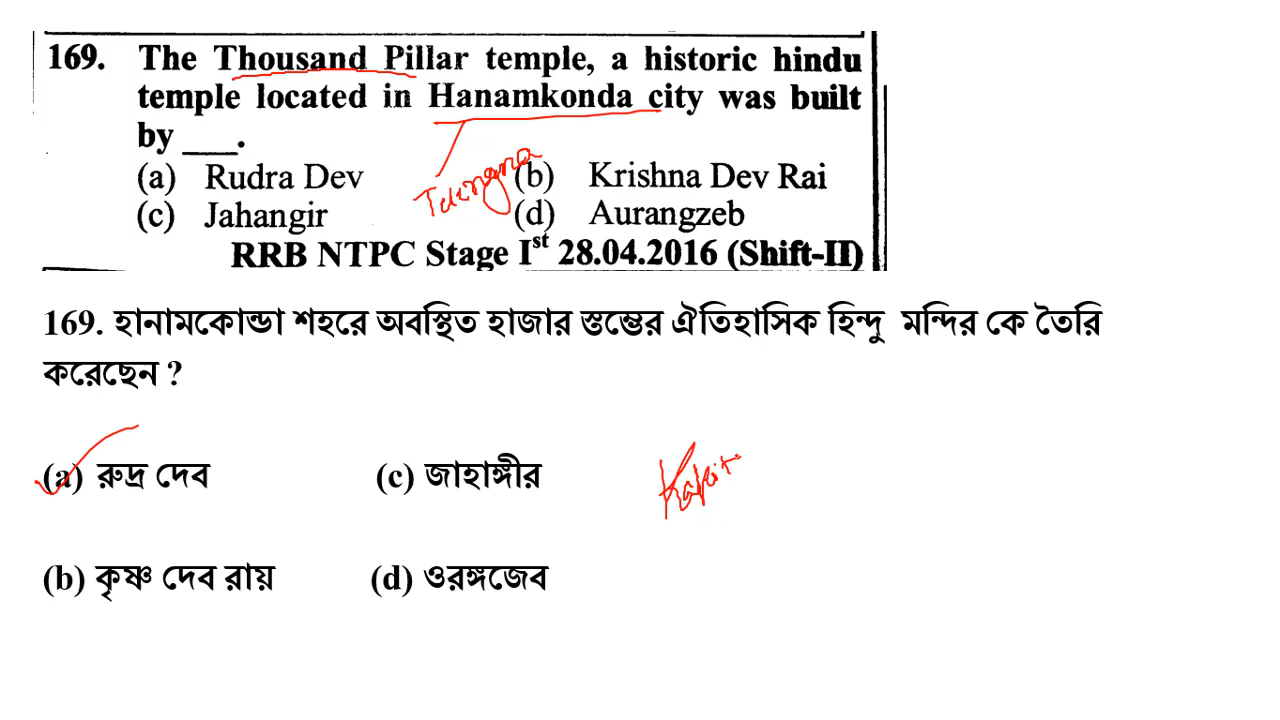 169. The Thousand Pillar temple, a historic hindu
temple located in Hanamkonda city was built
by ___.
(a) Rudra Dev (b) Krishna Dev Rai
Telengna
(c) Jahangir (d) Aurangzeb
RRB NTPC Stage Ist 28.04.2016 (Shift-II)
169. হানামকোন্ডা শহরে অবস্থিত হাজার স্তম্ভের ঐতিহাসিক হিন্দু মন্দির কে তৈরি
করেছেন ?
(a) রুদ্র দেব (c) জাহাঙ্গীর
(b) কৃষ্ণ দেব রায় (d) ওরঙ্গজেব